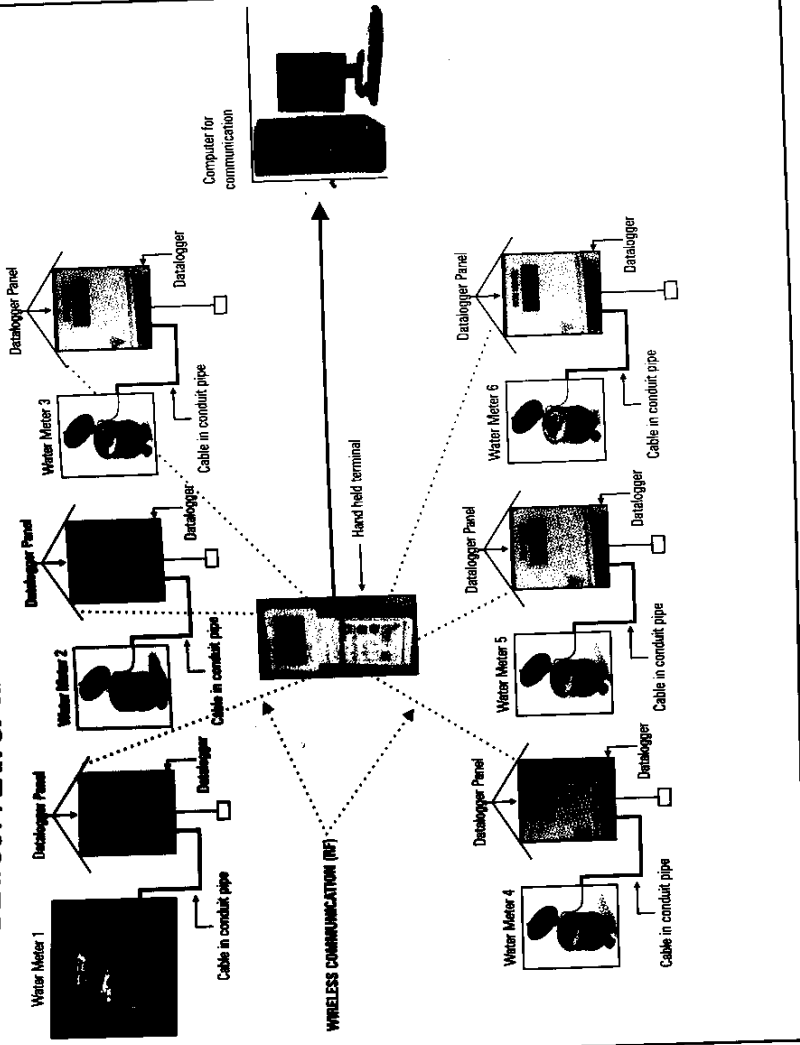 Water Meter 1
Datalogger Panel
Datalogger
Cable in conduit pipe
Water Meter 2
Datalogger Panel
Datalogger
Cable in conduit pipe
Water Meter 3
Datalogger Panel
Datalogger
Cable in conduit pipe
WIRELESS COMMUNICATION (RF)
Hand held terminal
Computer for
communication
Water Meter 4
Datalogger Panel
Datalogger
Cable in conduit pipe
Water Meter 5
Datalogger Panel
Datalogger
Cable in conduit pipe
Water Meter 6
Datalogger Panel
Datalogger
Cable in conduit pipe